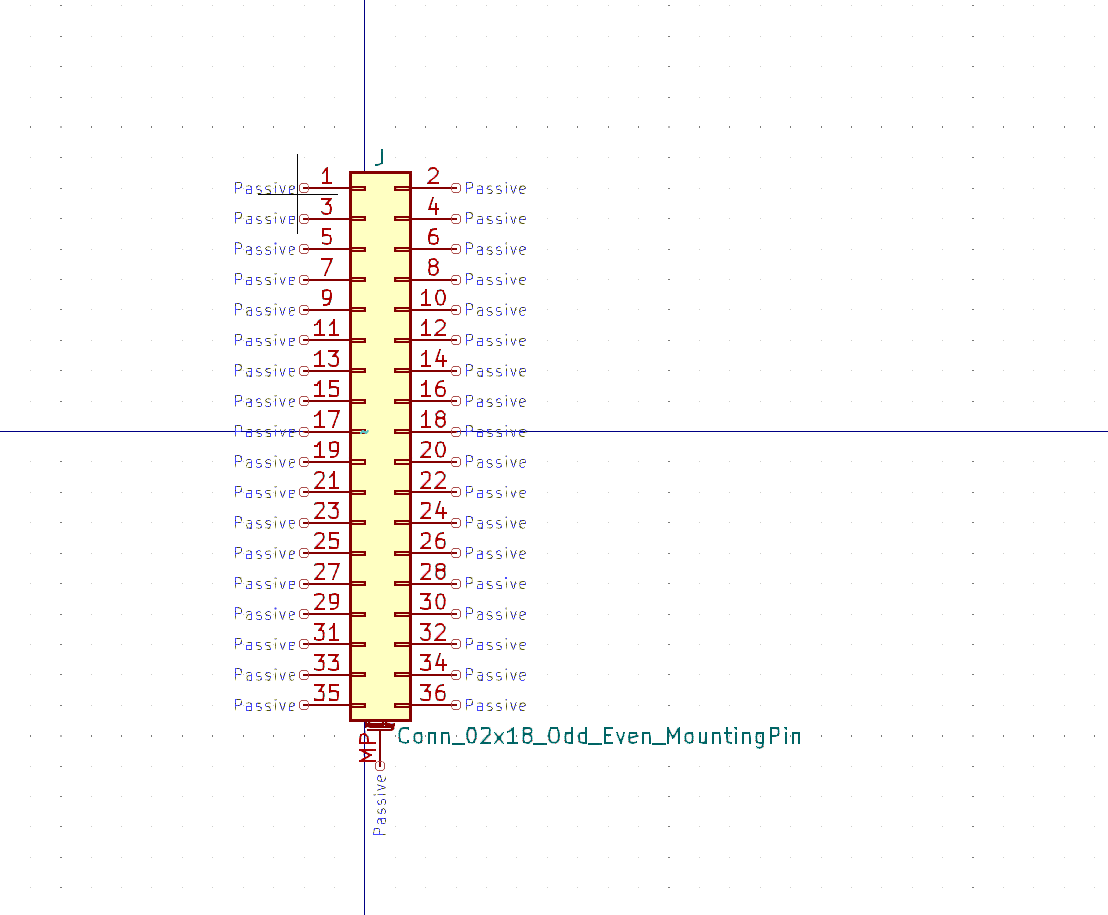 J
Passive 1 2 Passive
Passive 3 4 Passive
Passive 5 6 Passive
Passive 7 8 Passive
Passive 9 10 Passive
Passive 11 12 Passive
Passive 13 14 Passive
Passive 15 16 Passive
Passive 17 18 Passive
Passive 19 20 Passive
Passive 21 22 Passive
Passive 23 24 Passive
Passive 25 26 Passive
Passive 27 28 Passive
Passive 29 30 Passive
Passive 31 32 Passive
Passive 33 34 Passive
Passive 35 36 Passive
MP Conn_02x18_Odd_Even_MountingPin
Passive